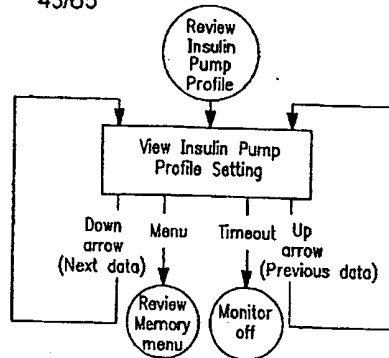 45/65
Review
Insulin
Pump
Profile
View Insulin Pump
Profile Setting
Down
arrow
(Next data)
Menu
Timeout
Up
arrow
(Previous data)
Review
Memory
menu
Monitor
off